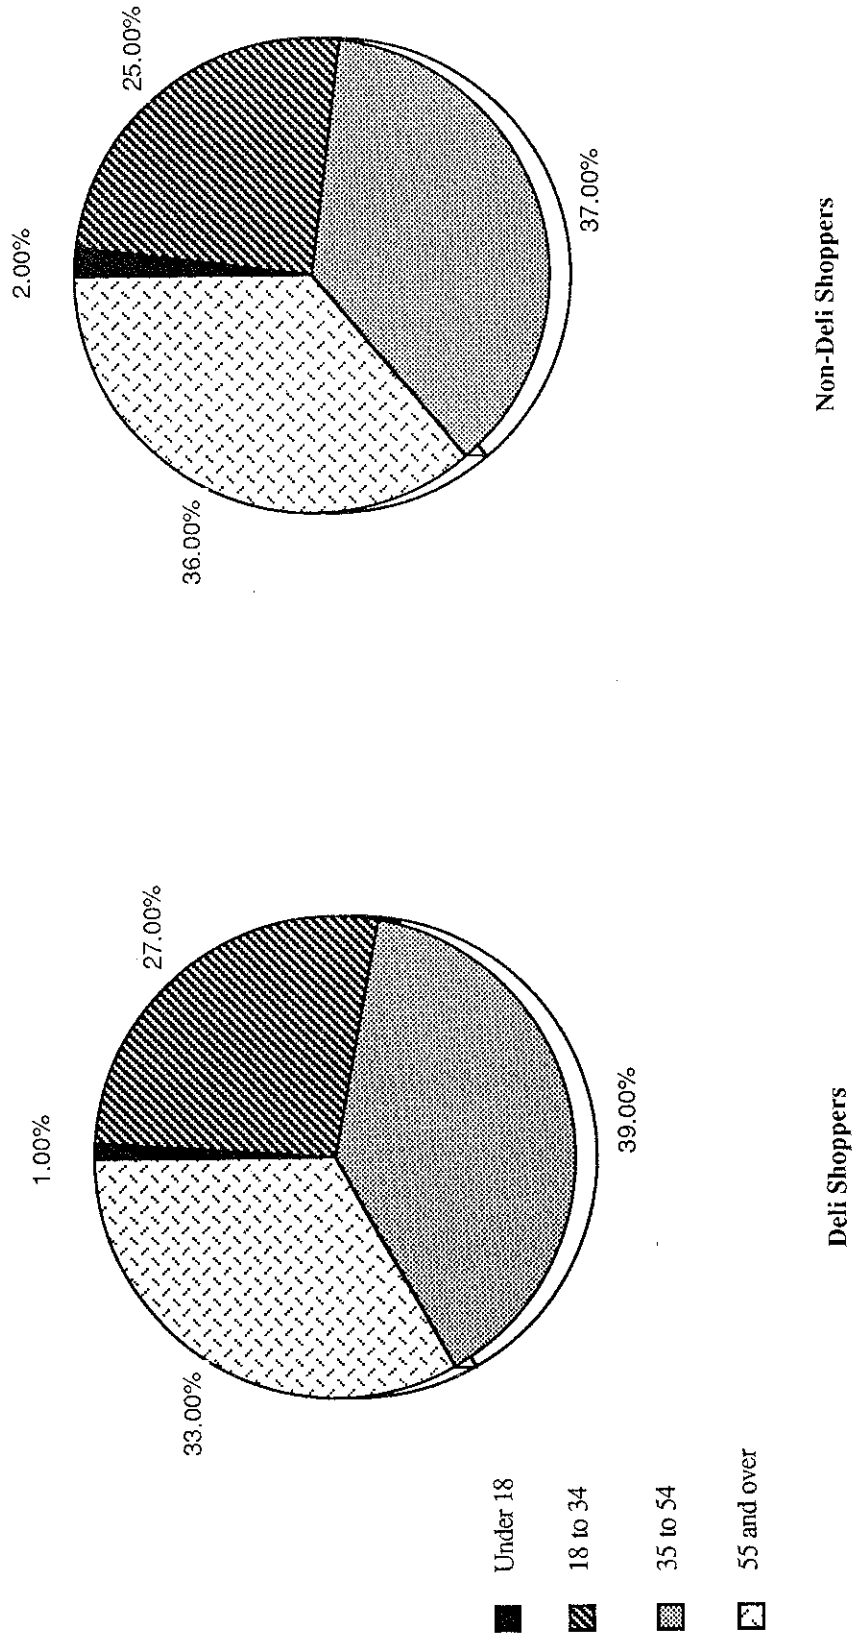 2.00%
25.00%
36.00%
37.00%
Non-Deli Shoppers
1.00%
27.00%
33.00%
39.00%
Deli Shoppers
Under 18
18 to 34
35 to 54
55 and over